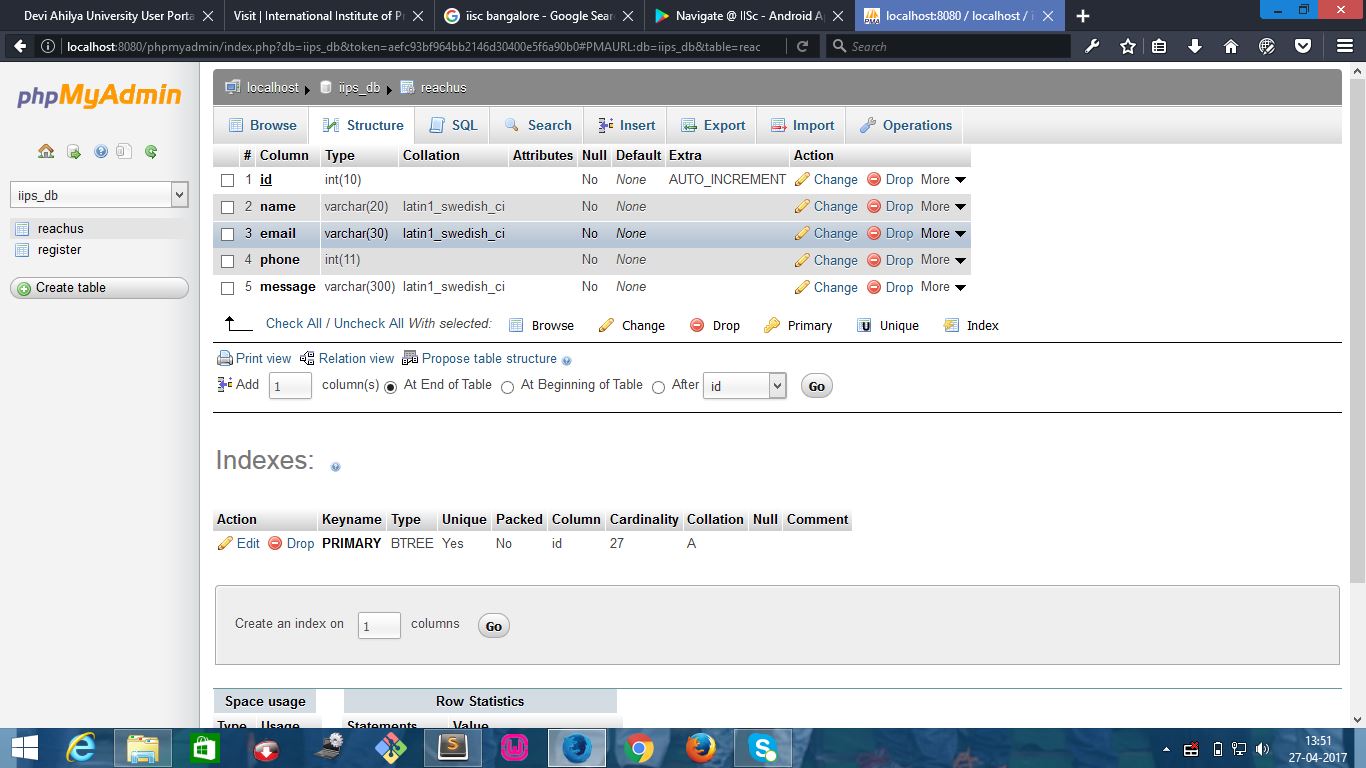 Devi Ahilya University User Porta
Visit | International Institute of Pr
iisc bangalore - Google Sear
Navigate @ IISc - Android Ap
localhost:8080 / localhost / i
localhost:8080/phpmyadmin/index.php?db=iips_db&token=aefc93bf964bb2146d30400e5f6a90b0#PMAURL:db=iips_db&table=reac
Search
phpMyAdmin
iips_db
reachus
register
Create table
localhost iips_db reachus
Browse Structure SQL Search Insert Export Import Operations
# Column Type Collation Attributes Null Default Extra Action
1 id int(10) No None AUTO_INCREMENT Change Drop More
2 name varchar(20) latin1_swedish_ci No None Change Drop More
3 email varchar(30) latin1_swedish_ci No None Change Drop More
4 phone int(11) No None Change Drop More
5 message varchar(300) latin1_swedish_ci No None Change Drop More
Check All / Uncheck All With selected: Browse Change Drop Primary U Unique Index
Print view Relation view Propose table structure
Add 1 column(s) At End of Table At Beginning of Table After id Go
Indexes:
Action Keyname Type Unique Packed Column Cardinality Collation Null Comment
Edit Drop PRIMARY BTREE Yes No id 27 A
Create an index on 1 columns Go
Space usage Row Statistics
Type Usage Statements Value
13:51
27-04-2017